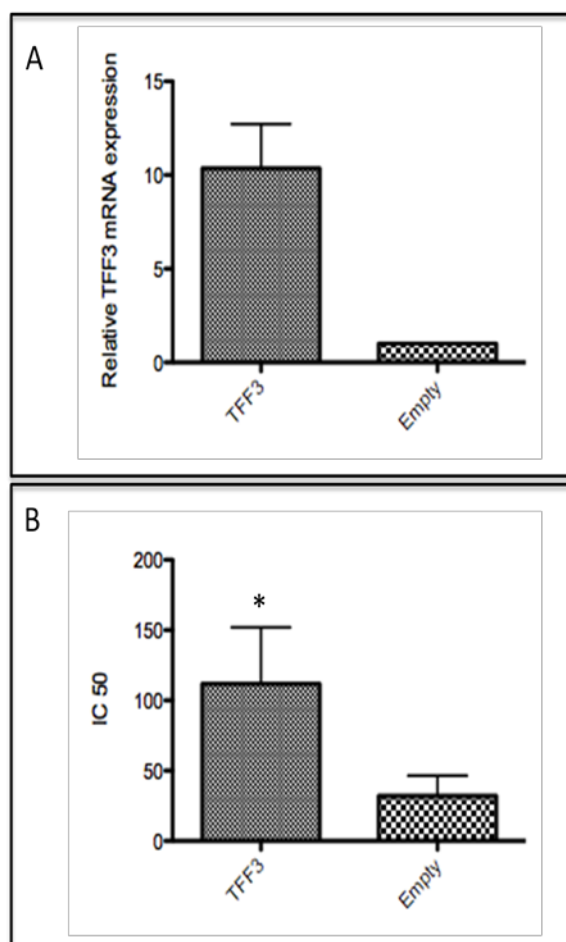 A
Relative TFF3 mRNA expression
15
10
5
0
TFF3
Empty
B
IC 50
200
150
100
50
0
*
TFF3
Empty